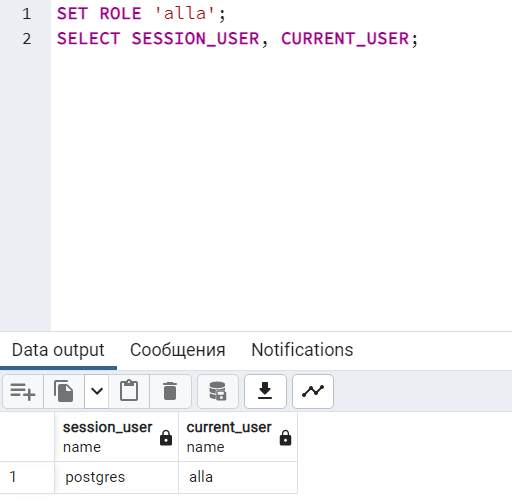 1 SET ROLE 'alla';
2 SELECT SESSION_USER, CURRENT_USER;
Data output Сообщения Notifications
session_user current_user
name name
1 postgres alla